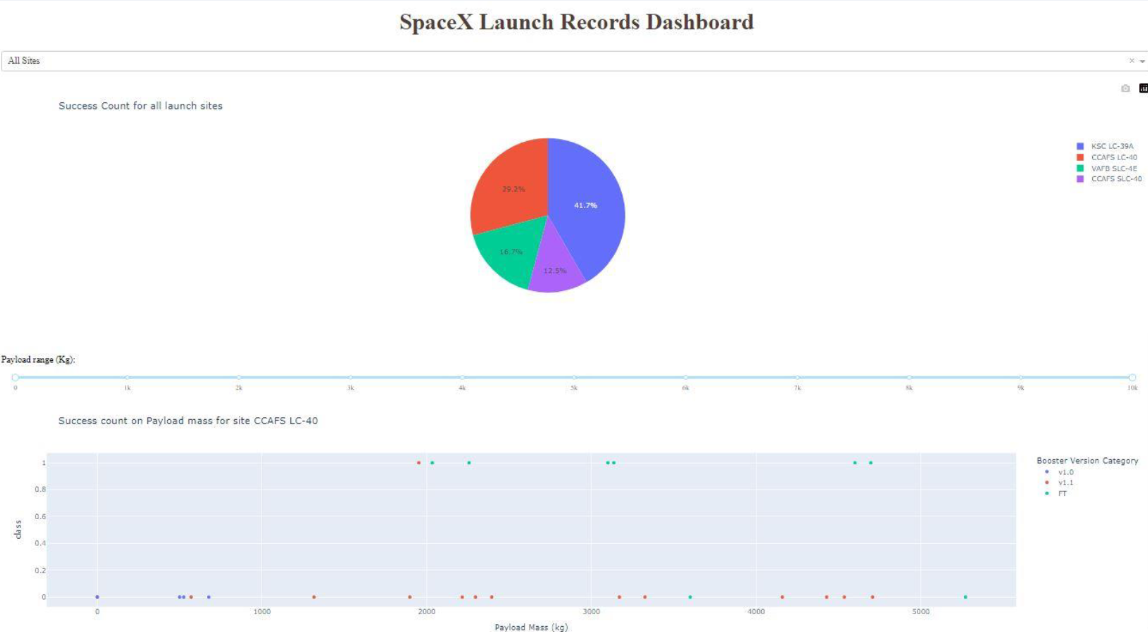 SpaceX Launch Records Dashboard
All Sites
Success Count for all launch sites
KSC LC-39A
CCAFS LC-40
VAFB SLC-4E
CCAFS SLC-40
29.2%
41.7%
16.7%
12.5%
Payload range (Kg):
0 1k 2k 3k 4k 5k 6k 7k 8k 9k 10k
Success count on Payload mass for site CCAFS LC-40
Booster Version Category
v1.0
v1.1
FT
class
1
0.8
0.6
0.4
0.2
0
0 1000 2000 3000 4000 5000
Payload Mass (kg)